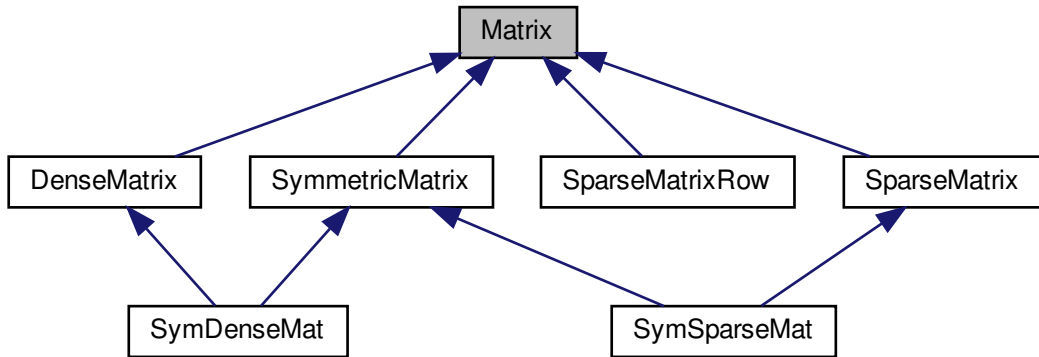 Matrix
DenseMatrix
SymmetricMatrix
SparseMatrixRow
SparseMatrix
SymDenseMat
SymSparseMat